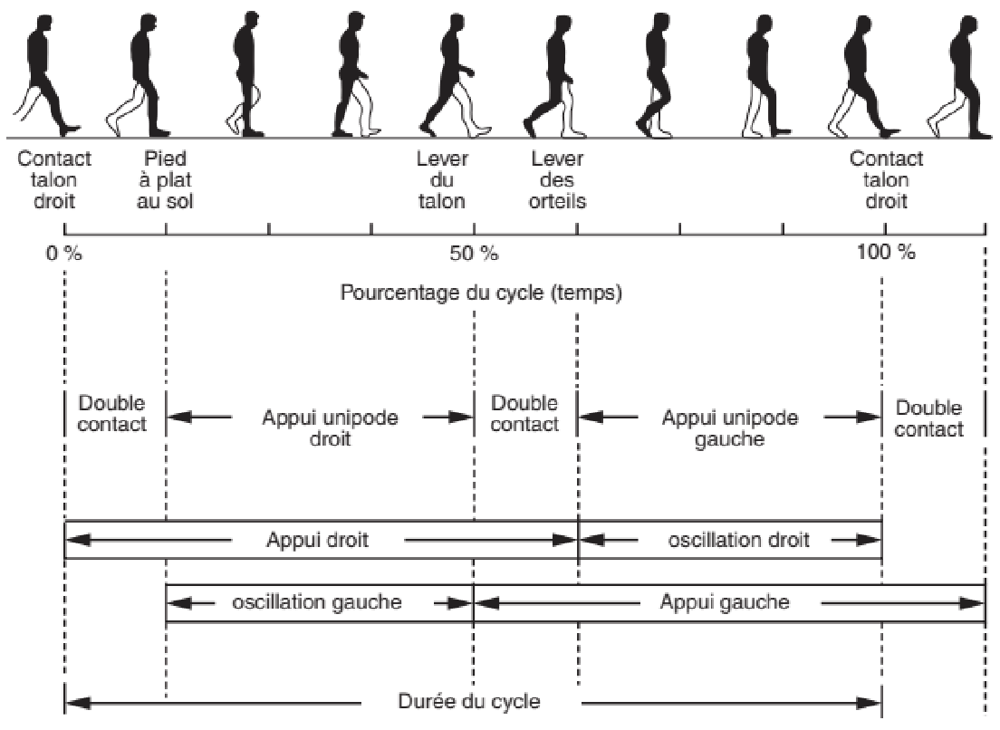 Contact
talon
droit
Pied
à plat
au sol
Lever
du
talon
Lever
des
orteils
Contact
talon
droit
0 %
50 %
100 %
Pourcentage du cycle (temps)
Double
contact
Appui unipode
droit
Double
contact
Appui unipode
gauche
Double
contact
Appui droit
oscillation droit
oscillation gauche
Appui gauche
Durée du cycle